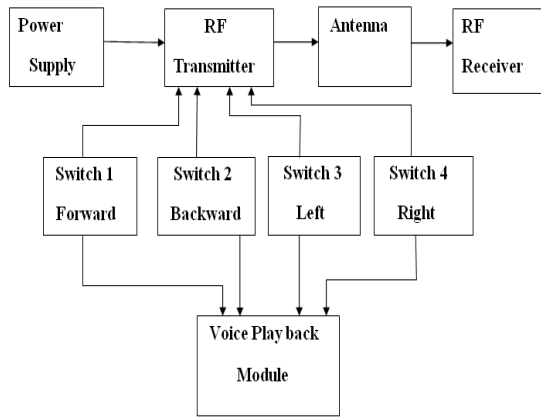 Power
Supply
RF
Transmitter
Antenna
RF
Receiver
Switch 1
Forward
Switch 2
Backward
Switch 3
Left
Switch 4
Right
Voice Play back
Module